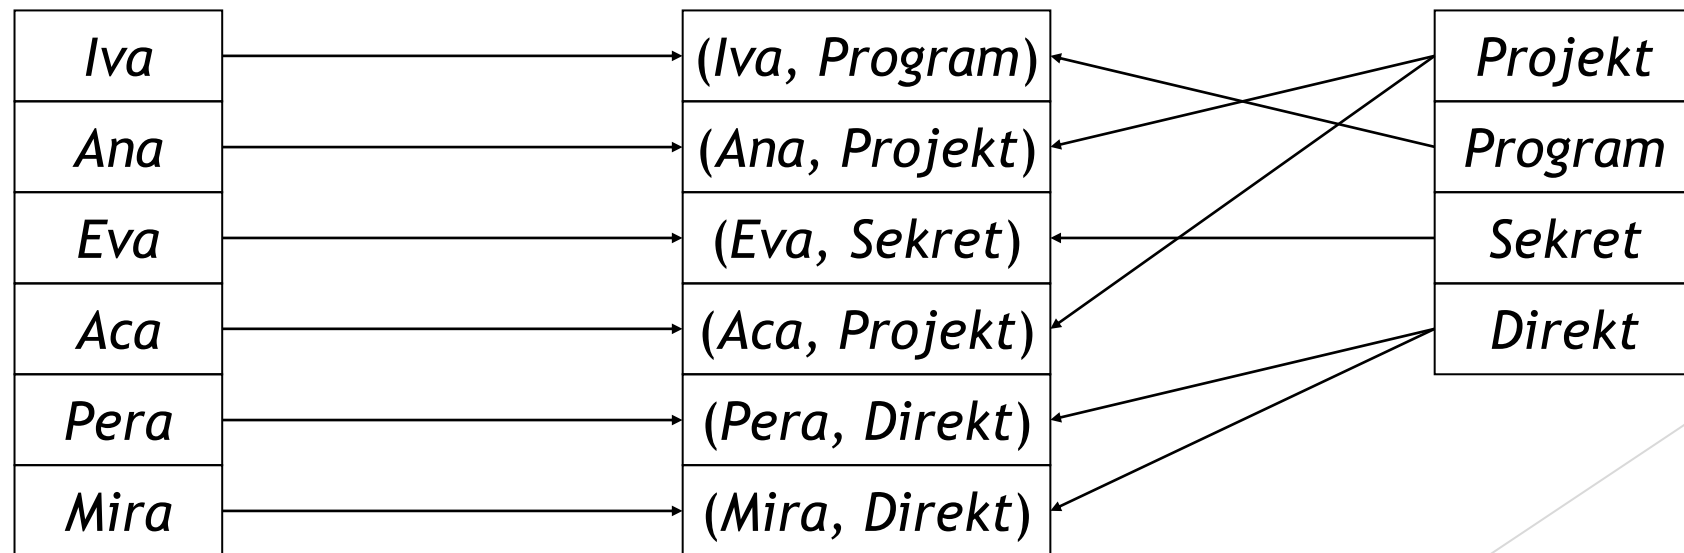 Iva
Ana
Eva
Aca
Pera
Mira
(Iva, Program)
(Ana, Projekt)
(Eva, Sekret)
(Aca, Projekt)
(Pera, Direkt)
(Mira, Direkt)
Projekt
Program
Sekret
Direkt